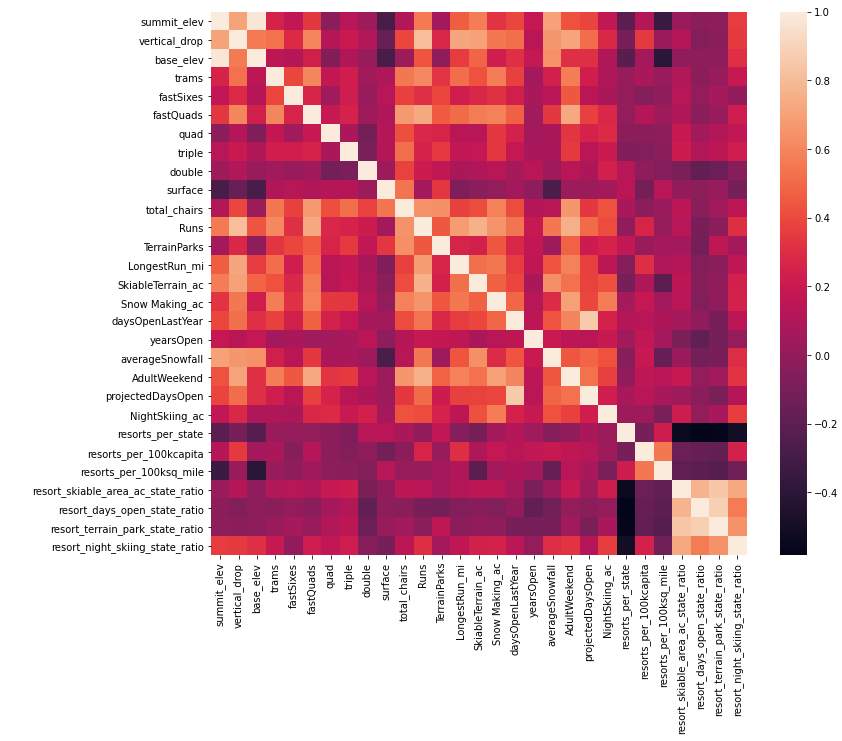 summit_elev
vertical_drop
base_elev
trams
fastSixes
fastQuads
quad
triple
double
surface
total_chairs
Runs
TerrainParks
LongestRun_mi
SkiableTerrain_ac
Snow Making_ac
daysOpenLastYear
yearsOpen
averageSnowfall
AdultWeekend
projectedDaysOpen
NightSkiing_ac
resorts_per_state
resorts_per_100kcapita
resorts_per_100ksq_mile
resort_skiable_area_ac_state_ratio
resort_days_open_state_ratio
resort_terrain_park_state_ratio
resort_night_skiing_state_ratio
summit_elev
vertical_drop
base_elev
trams
fastSixes
fastQuads
quad
triple
double
surface
total_chairs
Runs
TerrainParks
LongestRun_mi
SkiableTerrain_ac
Snow Making_ac
daysOpenLastYear
yearsOpen
averageSnowfall
AdultWeekend
projectedDaysOpen
NightSkiing_ac
resorts_per_state
resorts_per_100kcapita
resorts_per_100ksq_mile
resort_skiable_area_ac_state_ratio
resort_days_open_state_ratio
resort_terrain_park_state_ratio
resort_night_skiing_state_ratio
1.0
0.8
0.6
0.4
0.2
0.0
−0.2
−0.4